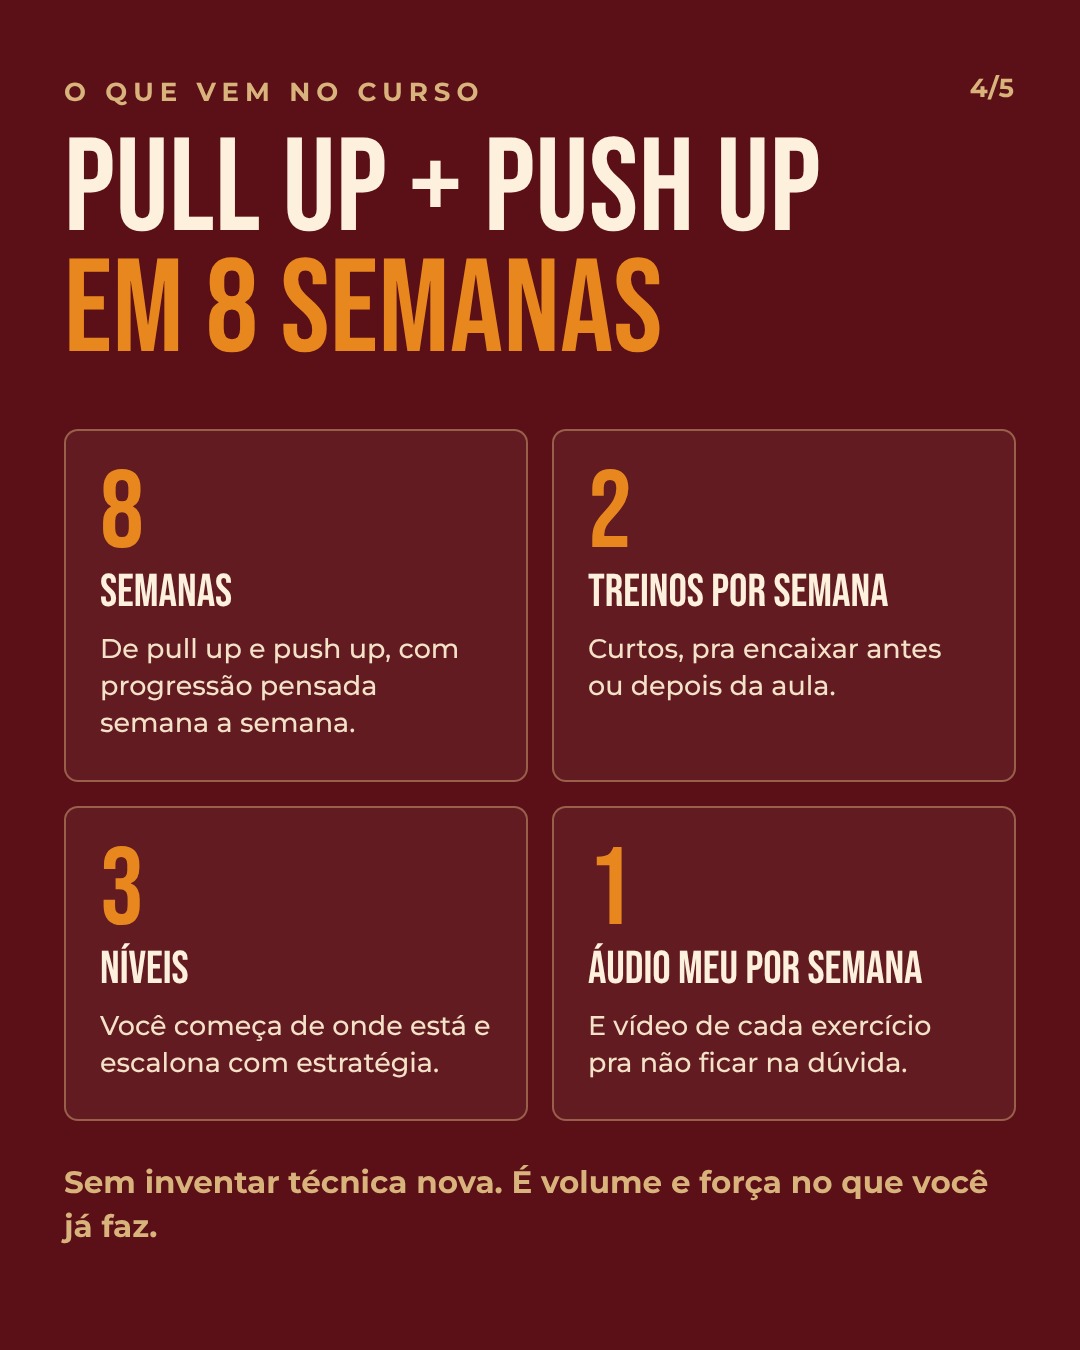 O QUE VEM NO CURSO
4/5
PULL UP + PUSH UP
EM 8 SEMANAS
8
SEMANAS
De pull up e push up, com
progressão pensada
semana a semana.
2
TREINOS POR SEMANA
Curtos, pra encaixar antes
ou depois da aula.
3
NÍVEIS
Você começa de onde está e
escalona com estratégia.
1
ÁUDIO MEU POR SEMANA
E vídeo de cada exercício
pra não ficar na dúvida.
Sem inventar técnica nova. É volume e força no que você
já faz.